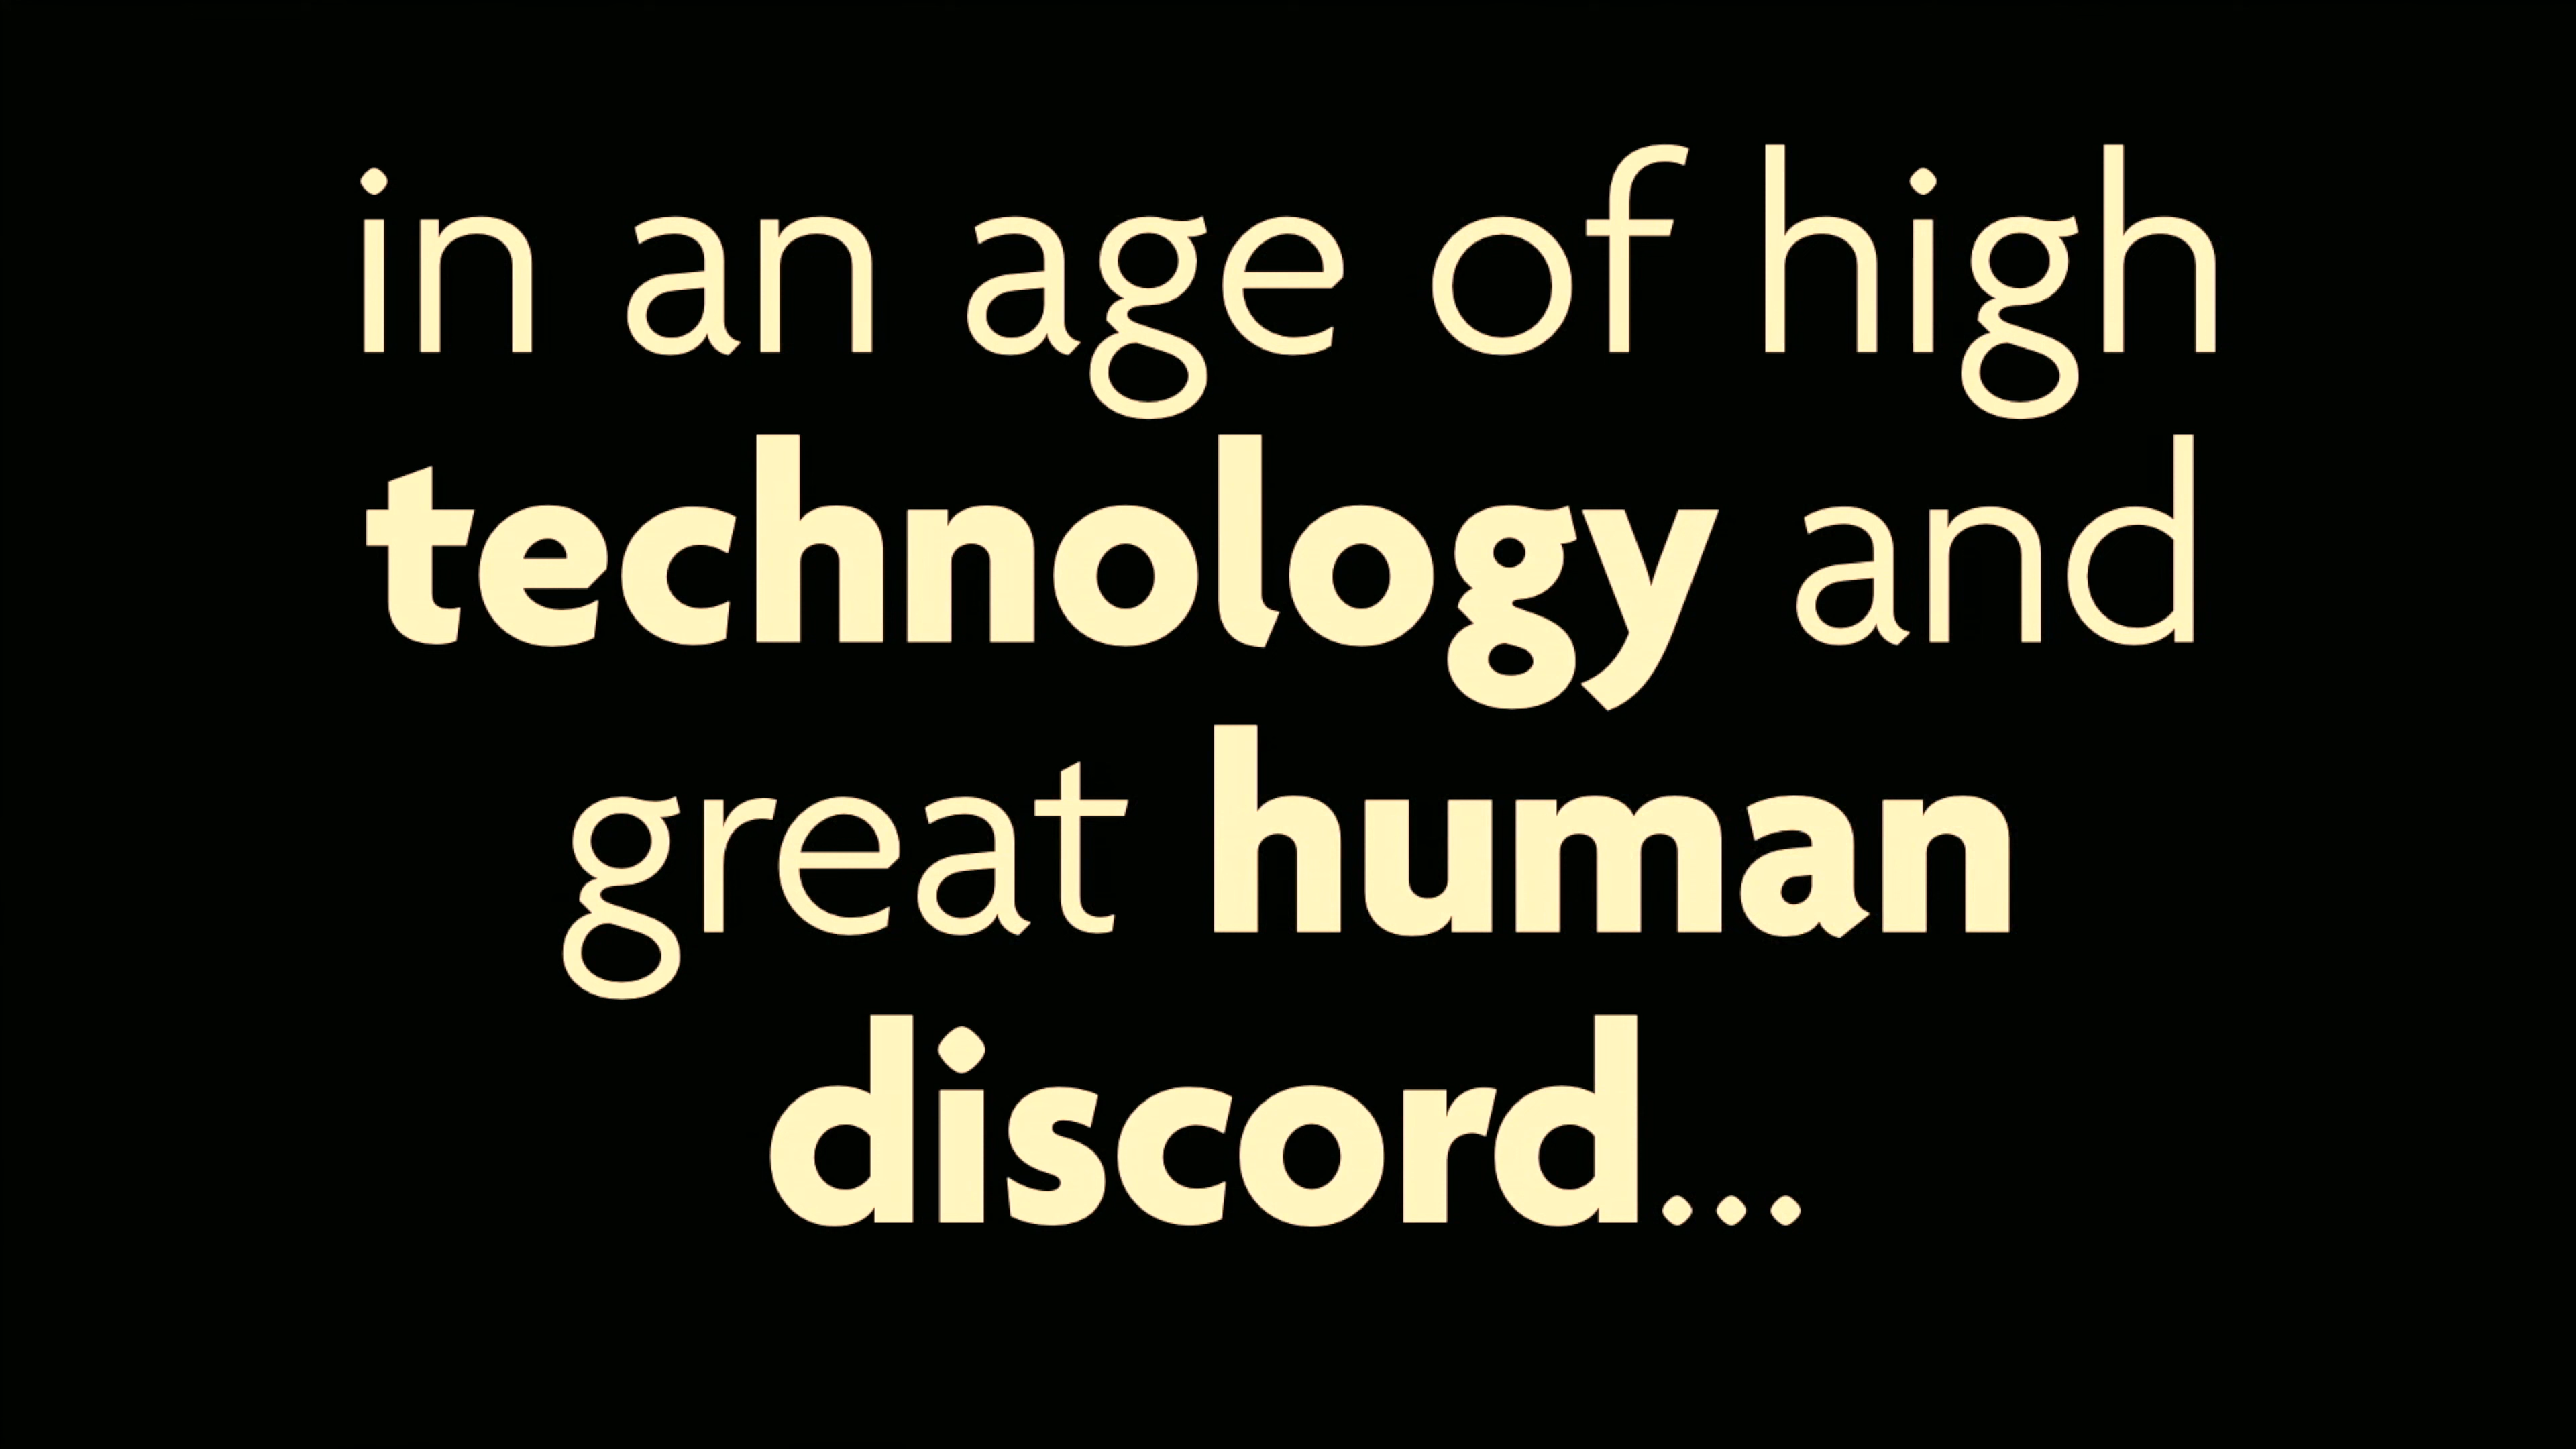 in an age of high
technology and
great human
discord...